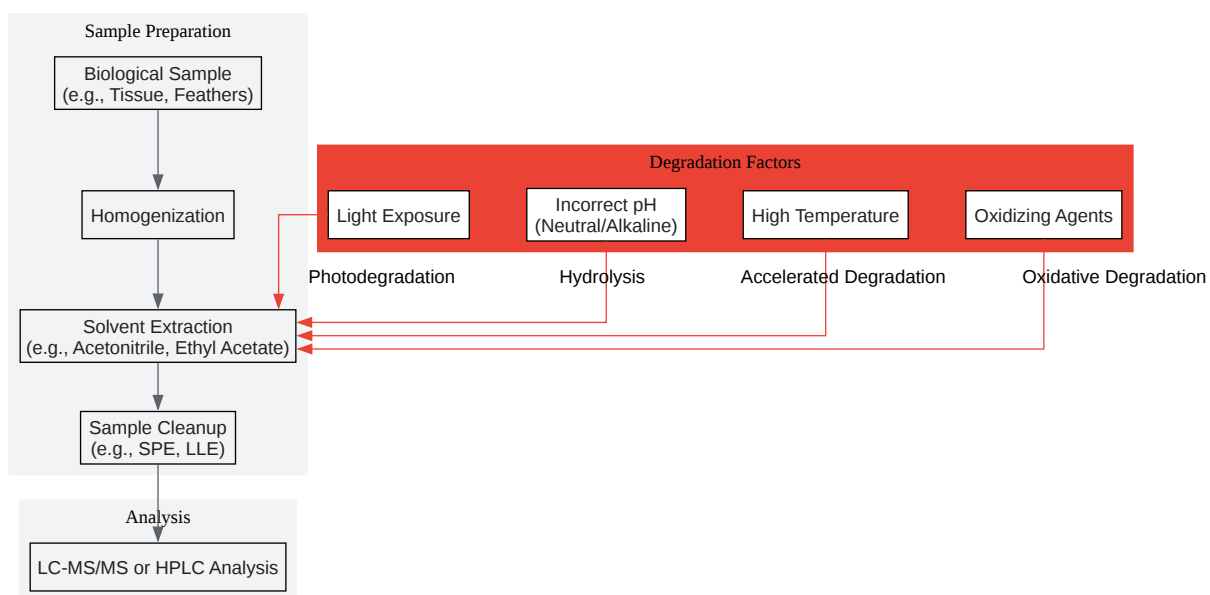 Sample Preparation
Biological Sample
(e.g., Tissue, Feathers)
Homogenization
Degradation Factors
Light Exposure
Incorrect pH
(Neutral/Alkaline)
High Temperature
Oxidizing Agents
Photodegradation
Hydrolysis
Accelerated Degradation
Oxidative Degradation
Solvent Extraction
(e.g., Acetonitrile, Ethyl Acetate)
Sample Cleanup
(e.g., SPE, LLE)
Analysis
LC-MS/MS or HPLC Analysis